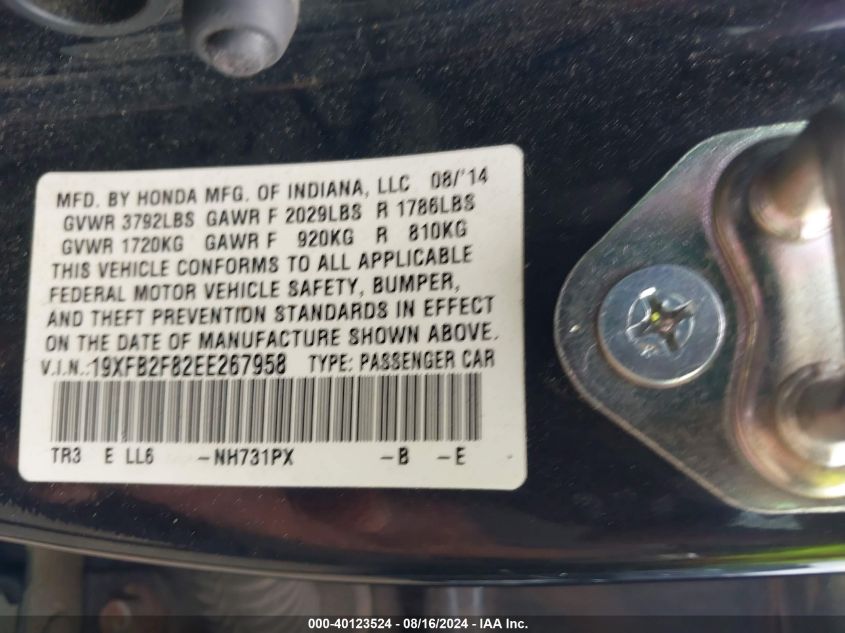 MFD. BY HONDA MFG. OF INDIANA, LLC 08/'14
GVWR 3792LBS GAWR F 2029LBS R 1786LBS
GVWR 1720KG GAWR F 920KG R 810KG
THIS VEHICLE CONFORMS TO ALL APPLICABLE
FEDERAL MOTOR VEHICLE SAFETY, BUMPER,
AND THEFT PREVENTION STANDARDS IN EFFECT
ON THE DATE OF MANUFACTURE SHOWN ABOVE.
V.I.N.:19XFB2F82EE267958 TYPE: PASSENGER CAR
TR3 E LL6 -NH731PX -B -E
000-40123524 - 08/16/2024 - IAA Inc.